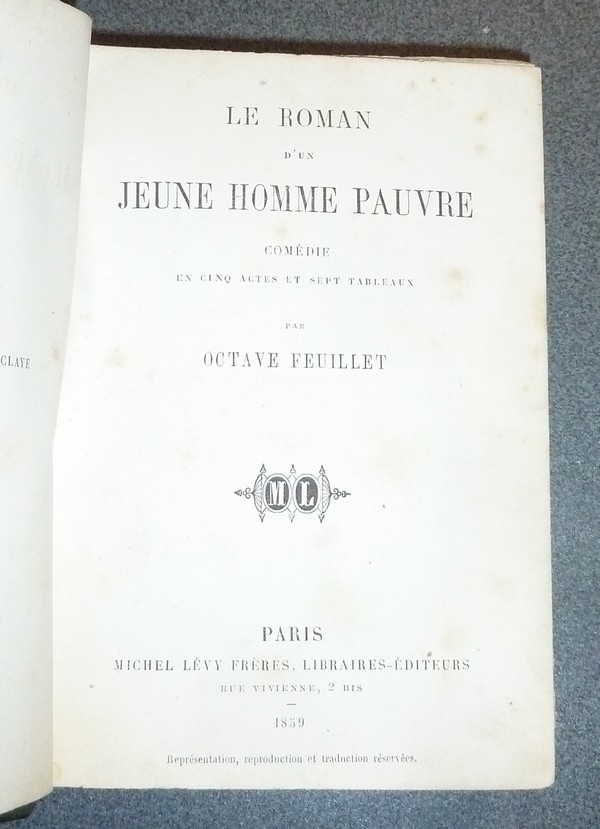 LE ROMAN
D'UN
JEUNE HOMME PAUVRE
COMÉDIE
EN CINQ ACTES ET SEPT TABLEAUX
PAR
OCTAVE FEUILLET
ML
PARIS
MICHEL LÉVY FRÈRES, LIBRAIRES-ÉDITEURS
RUE VIVIENNE, 2 BIS
—
1859
Représentation, reproduction et traduction réservées.
CLAYE